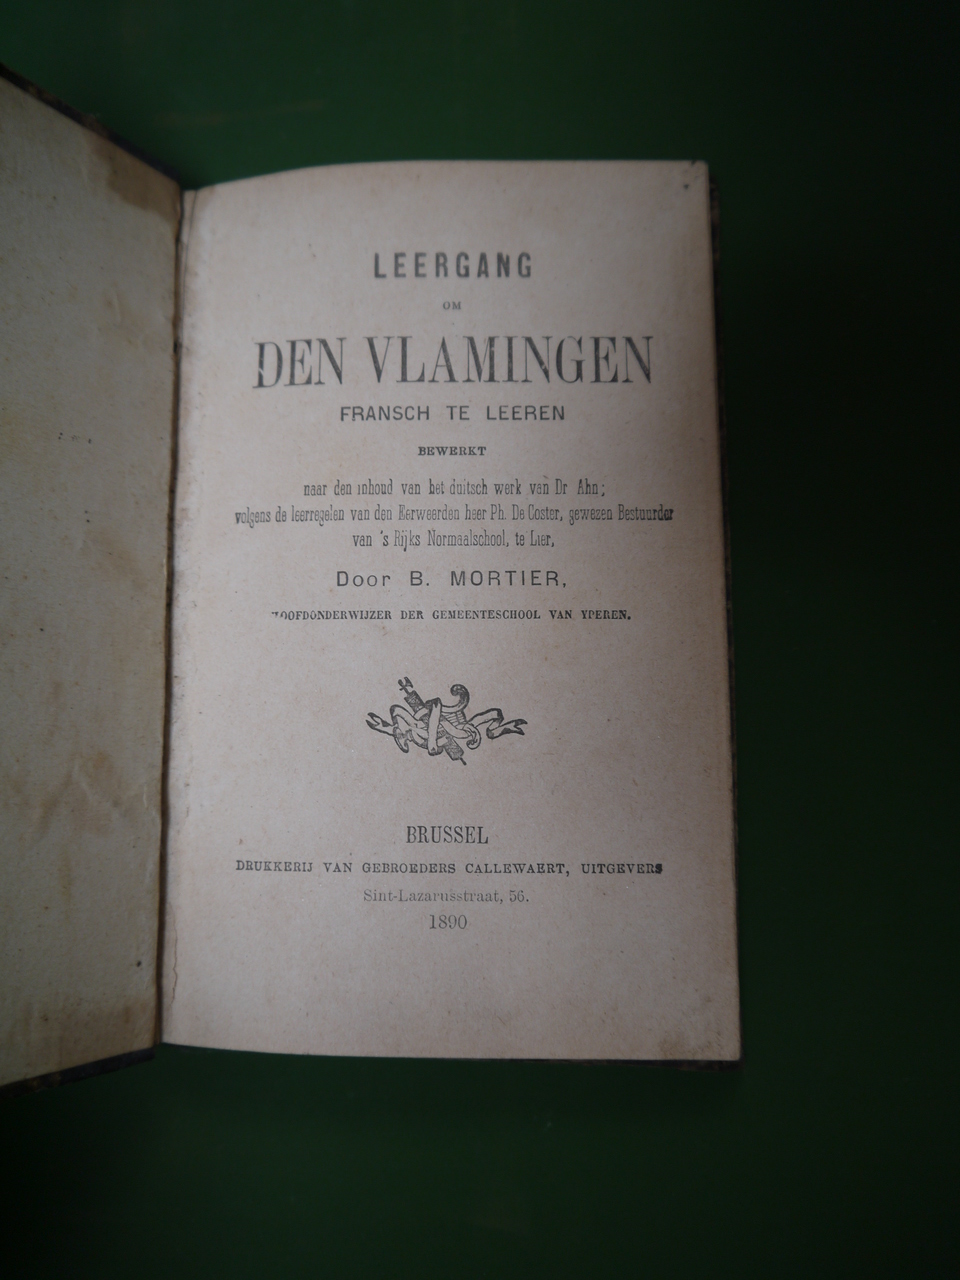 LEERGANG
OM
DEN VLAMINGEN
FRANSCH TE LEEREN
BEWERKT
naar den inhoud van het duitsch werk van Dr Ahn;
volgens de leerregelen van den Eerweerden heer Ph. De Coster, gewezen Bestuurder
van 's Rijks Normaalschool, te Lier,
Door B. MORTIER,
HOOFDONDERWIJZER DER GEMEENTESCHOOL VAN YPEREN.
BRUSSEL
DRUKKERIJ VAN GEBROEDERS CALLEWAERT, UITGEVERS
Sint-Lazarusstraat, 56.
1890